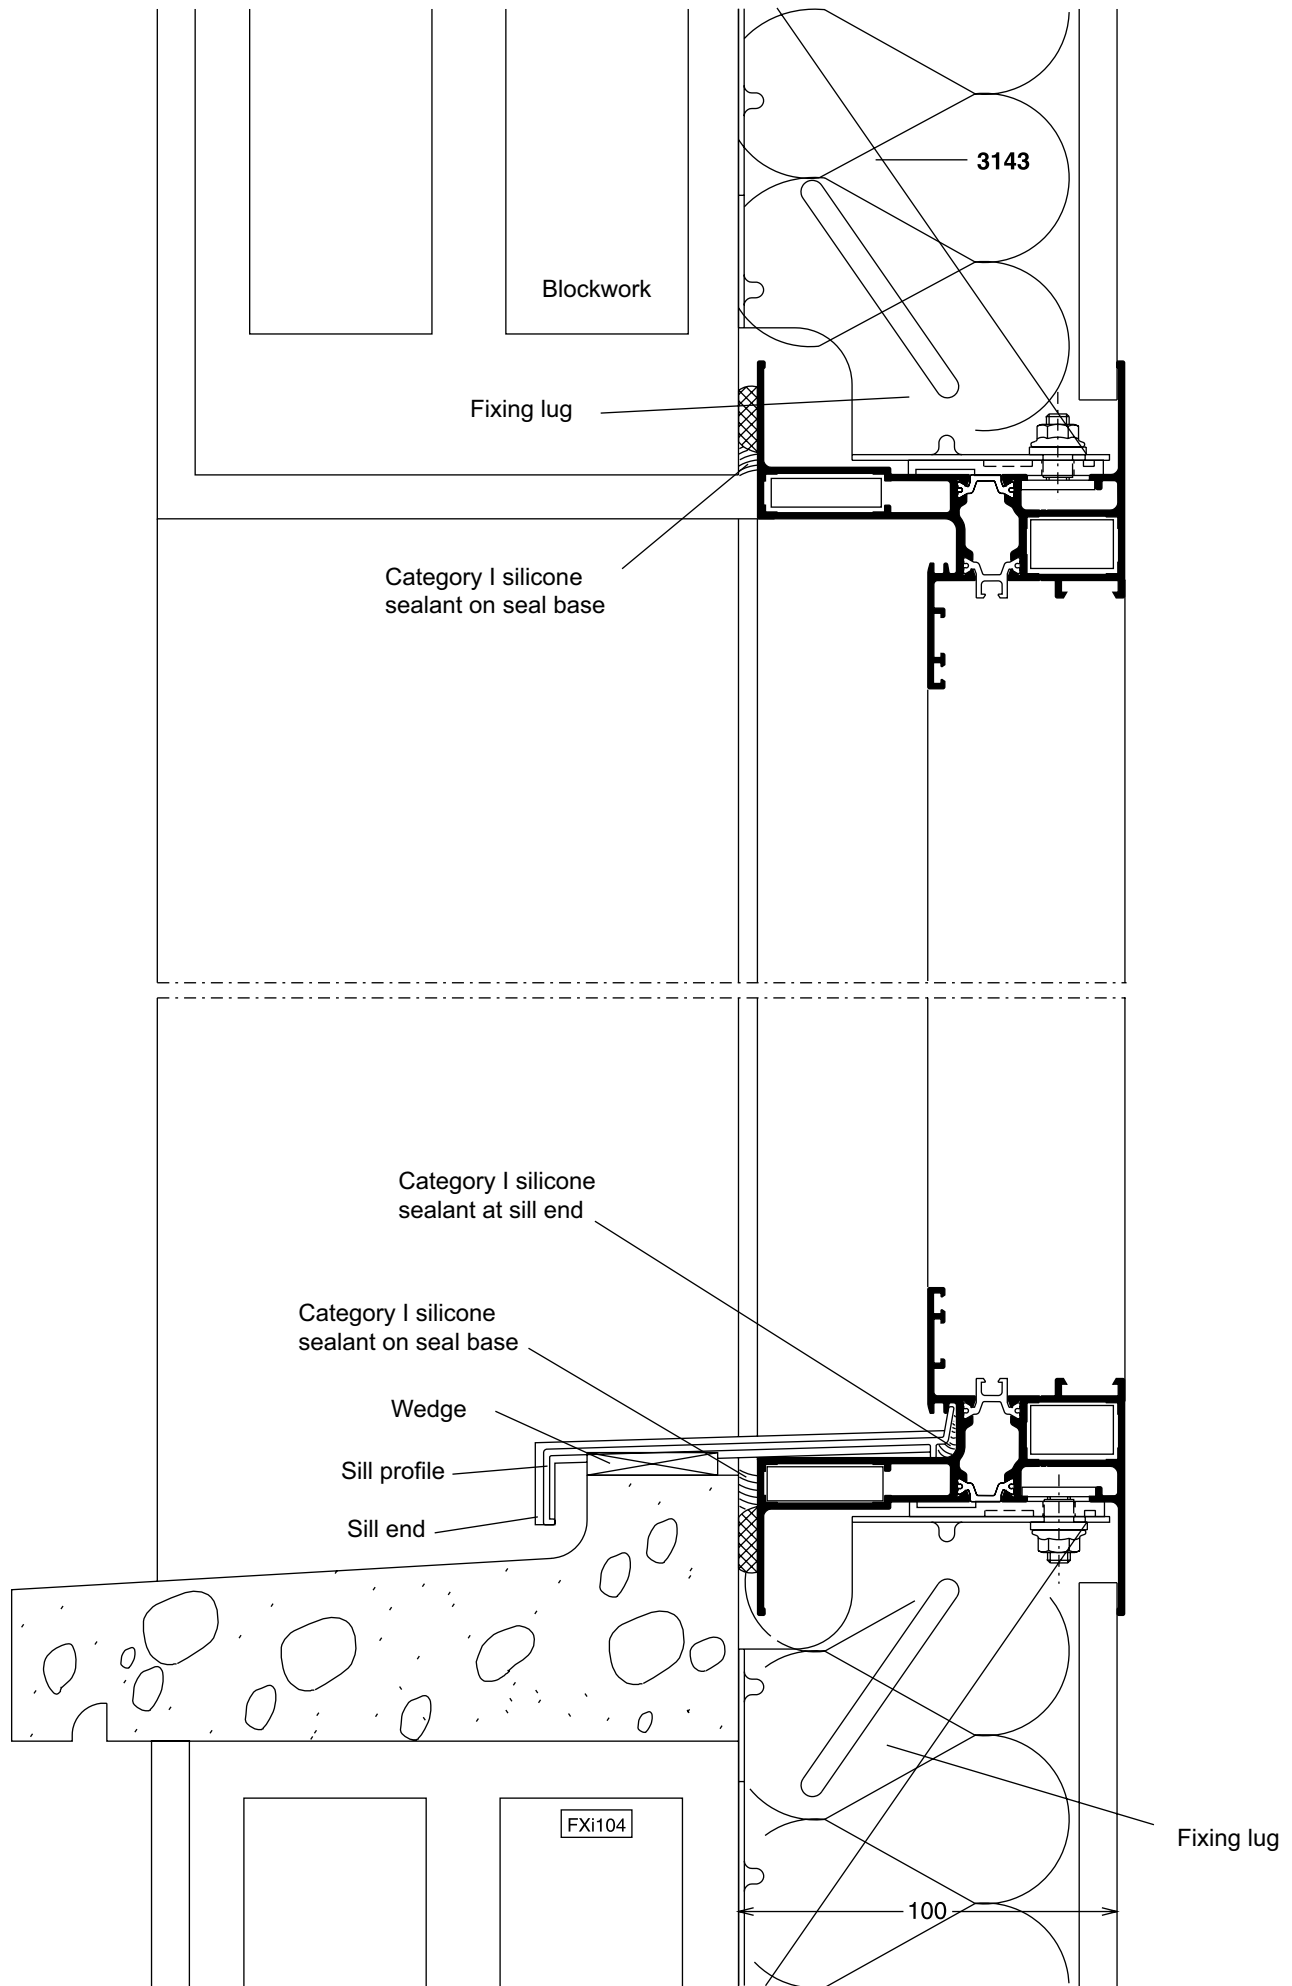 3143
Blockwork
Fixing lug
Category I silicone
sealant on seal base
Category I silicone
sealant at sill end
Category I silicone
sealant on seal base
Wedge
Sill profile
Sill end
FXi104
Fixing lug
100